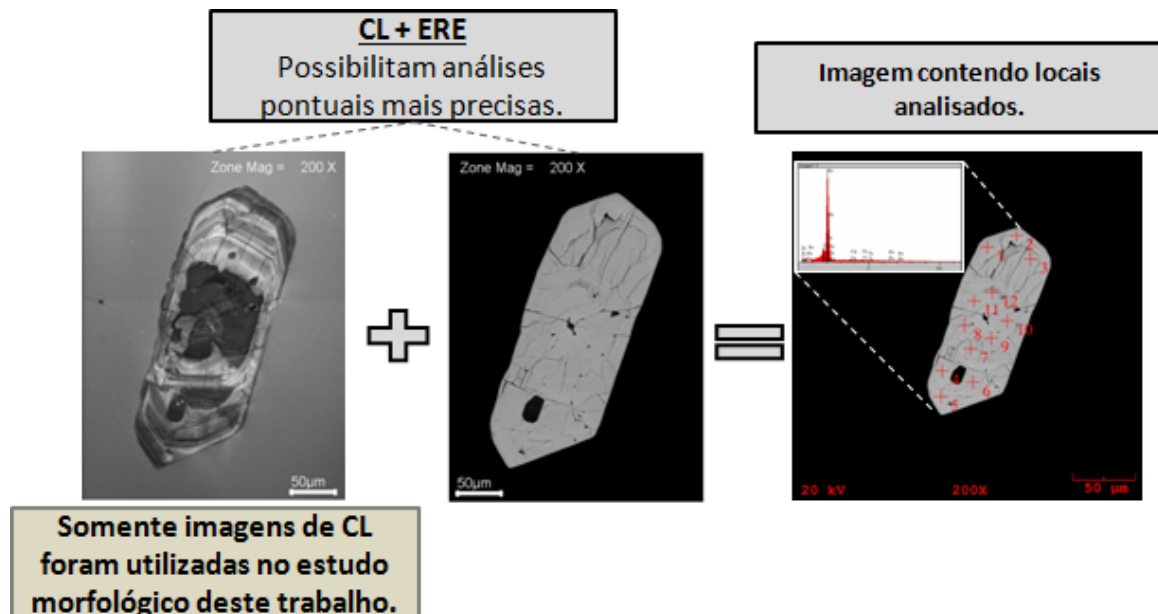 CL + ERE
Possibilitam análises
pontuais mais precisas.
Imagem contendo locais
analisados.
Zone Mag = 200 X
50µm
Zone Mag = 200 X
50µm
1
2
3
12
11
10
8
9
7
4
6
5
20 kV
200X
50 µm
Somente imagens de CL
foram utilizadas no estudo
morfológico deste trabalho.